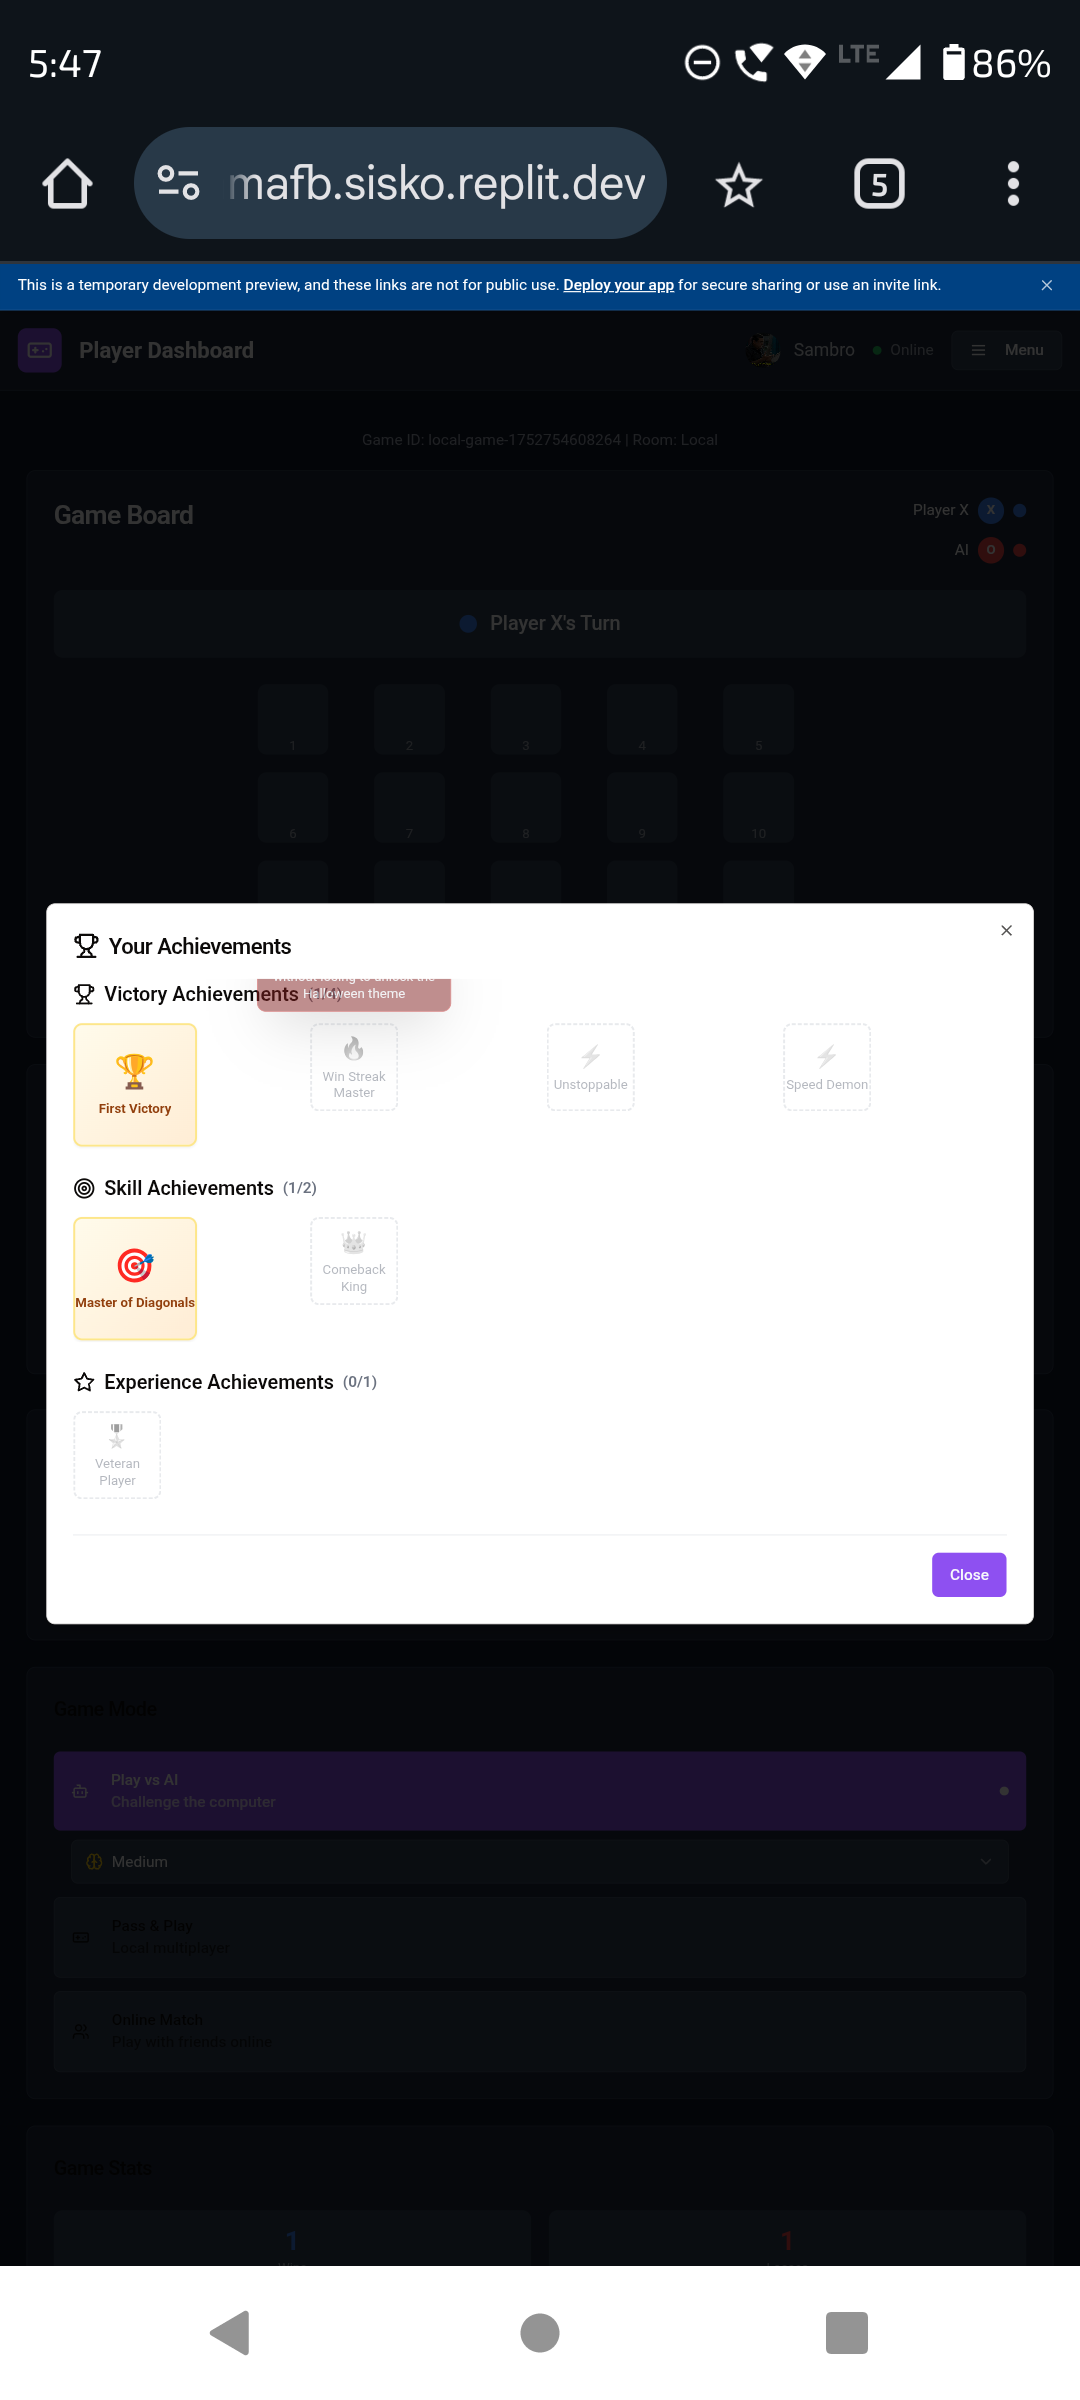 5:47
LTE
86%
mafb.sisko.replit.dev
5
This is a temporary development preview, and these links are not for public use. Deploy your app for secure sharing or use an invite link.
Player Dashboard
Sambro
Online
Menu
Game ID: local-game-1752754608264 | Room: Local
Game Board
Player X
X
AI
O
Player X's Turn
1
2
3
4
5
6
7
8
9
10
Your Achievements
without losing to unlock the
Halloween theme
Victory Achievements (1/4)
First Victory
Win Streak
Master
Unstoppable
Speed Demon
Skill Achievements (1/2)
Master of Diagonals
Comeback
King
Experience Achievements (0/1)
Veteran
Player
Close
Game Mode
Play vs AI
Challenge the computer
Medium
Pass & Play
Local multiplayer
Online Match
Play with friends online
Game Stats
1
1